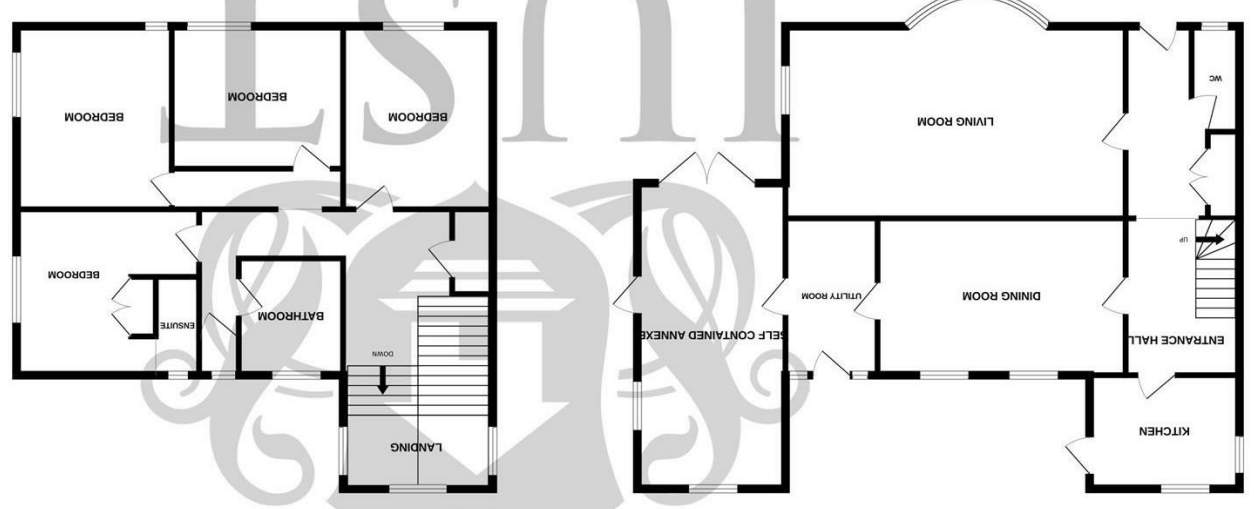 KITCHEN
ENTRANCE HALL
SELF CONTAINED ANNEXE
UTILITY ROOM
DINING ROOM
UP
LIVING ROOM
WC
LANDING
DOWN
BATHROOM
ENSUITE
BEDROOM
BEDROOM
BEDROOM
BEDROOM
UST